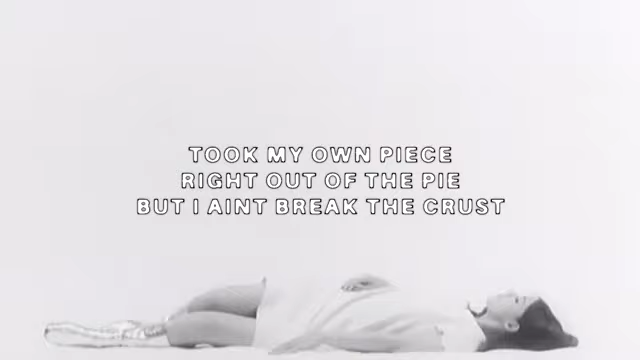 TOOK MY OWN PIECE
RIGHT OUT OF THE PIE
BUT I AINT BREAK THE CRUST